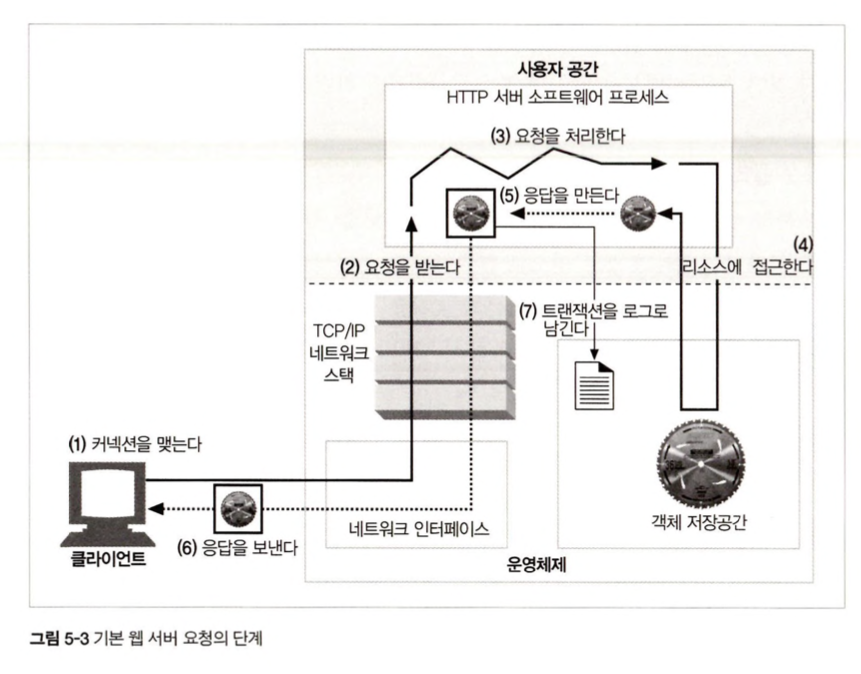 사용자 공간
HTTP 서버 소프트웨어 프로세스
(3) 요청을 처리한다
(5) 응답을 만든다
(4)
리소스에 접근한다
(2) 요청을 받는다
(7) 트랜잭션을 로그로
남긴다
TCP/IP
네트워크
스택
(1) 커넥션을 맺는다
클라이언트
(6) 응답을 보낸다
네트워크 인터페이스
객체 저장공간
운영체제
그림 5-3 기본 웹 서버 요청의 단계